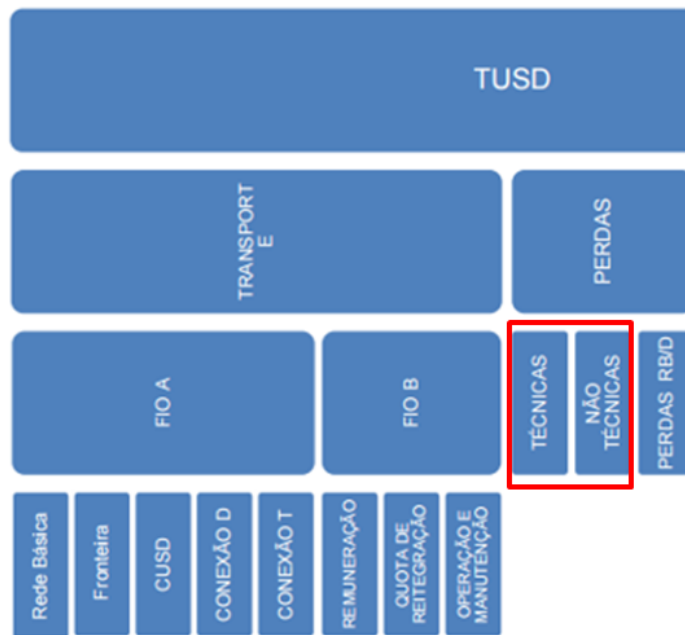 TUSD
TRANSPORT
E
PERDAS
FIO A
FIO B
TÉCNICAS
NÃO
TÉCNICAS
PERDAS RB/D
Rede Básica
Fronteira
CUSD
CONEXÃO D
CONEXÃO T
REMUNERAÇÃO
QUOTA DE
REITEGRAÇÃO
OPERAÇÃO E
MANUTENÇÃO